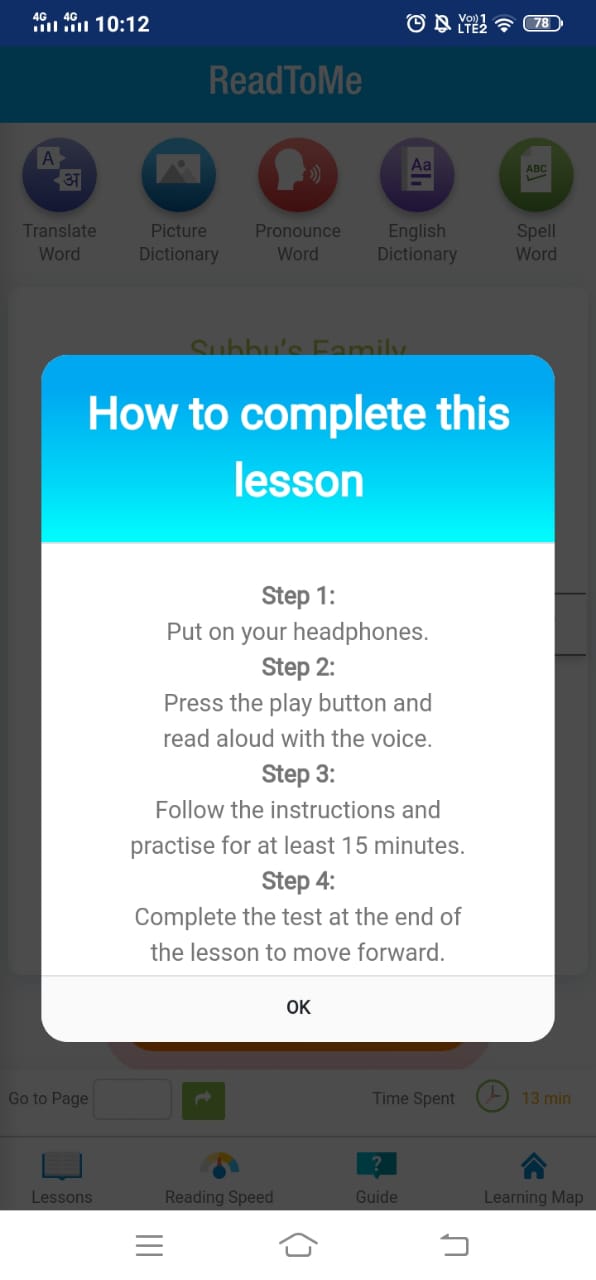 4G 4G 10:12 Vo))1 LTE2 78
ReadToMe
A अ Aa ABC
Translate Word
Picture Dictionary
Pronounce Word
English Dictionary
Spell Word
Subbu's Family
How to complete this
lesson
Step 1:
Put on your headphones.
Step 2:
Press the play button and
read aloud with the voice.
Step 3:
Follow the instructions and
practise for at least 15 minutes.
Step 4:
Complete the test at the end of
the lesson to move forward.
OK
Go to Page Time Spent 13 min
?
Lessons Reading Speed Guide Learning Map